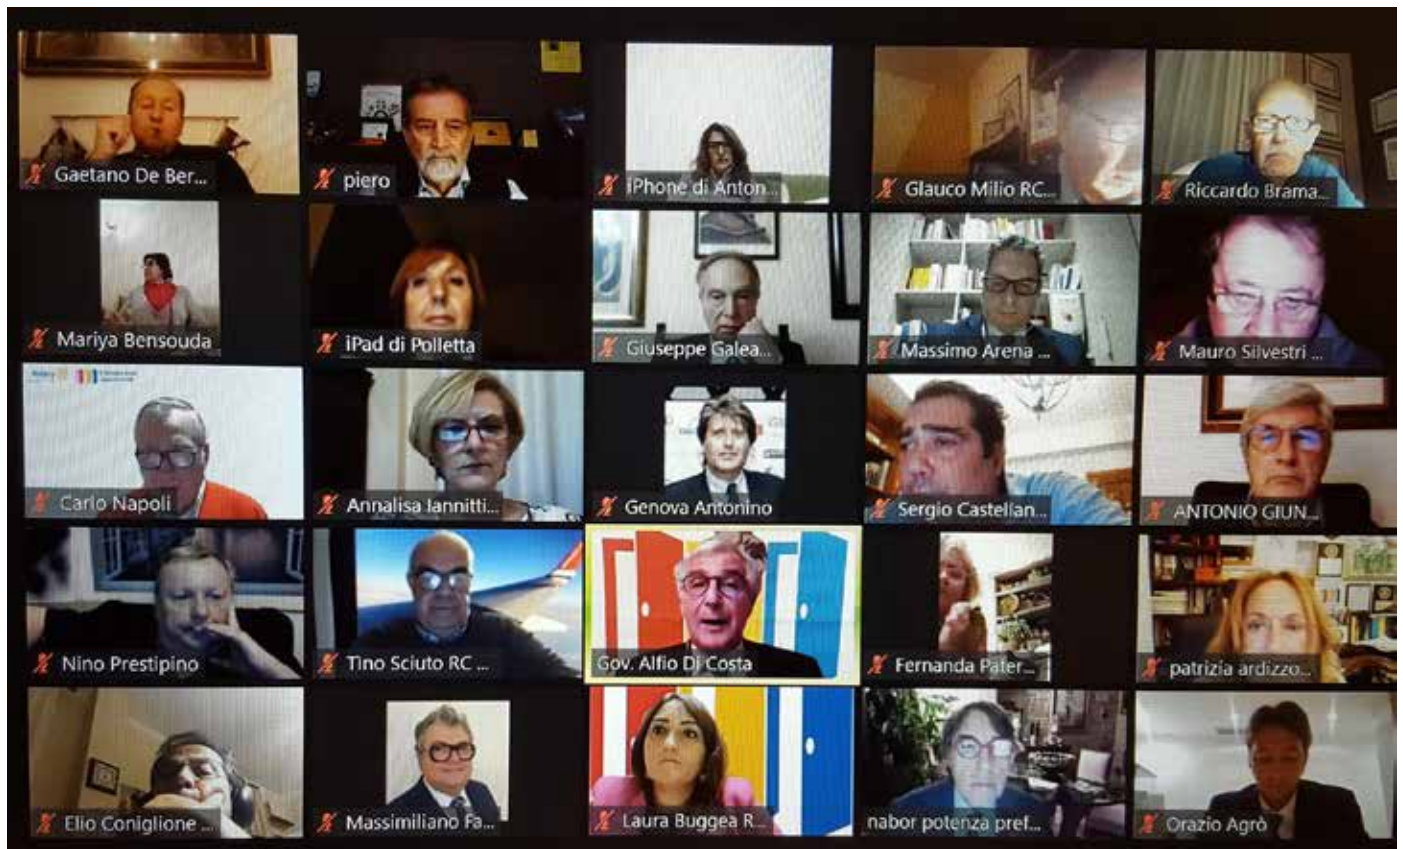 Gaetano De Ber...
piero
iPhone di Anton...
Glauco Milio RC...
Riccardo Brama...
Mariya Bensouda
iPad di Polletta
Giuseppe Galea...
Massimo Arena ...
Mauro Silvestri ...
Rotary
Carlo Napoli
Annalisa Iannitti...
Genova Antonino
Sergio Castellan...
ANTONIO GIUN...
Nino Prestipino
Tino Sciuto RC ...
Gov. Alfio Di Costa
Fernanda Pater...
patrizia ardizzo...
Elio Coniglione ...
Massimiliano Fa...
Laura Buggea R...
nabor potenza pref...
Orazio Agrò